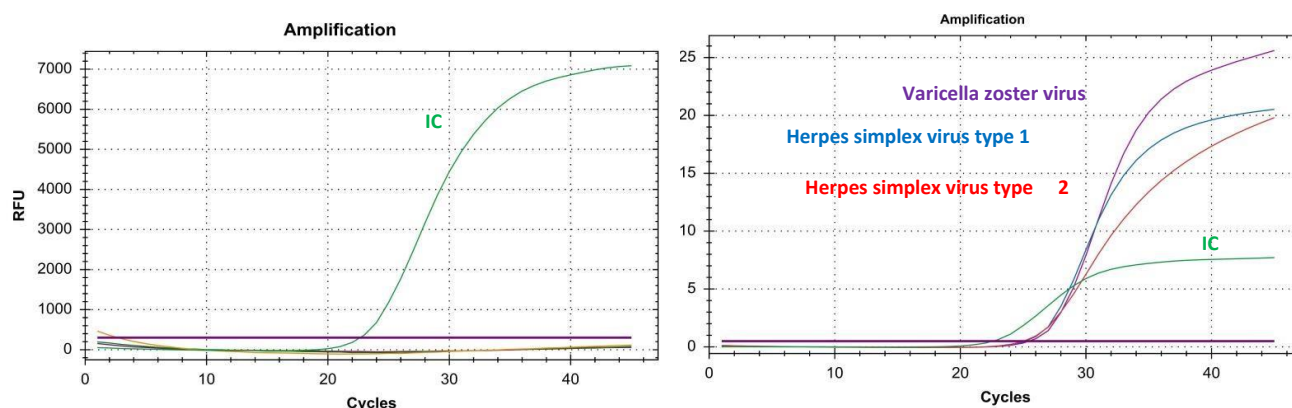 Amplification
7000
6000
5000
4000
3000
2000
1000
0
RFU
IC
0 10 20 30 40
Cycles
Amplification
25
20
15
10
5
0
Varicella zoster virus
Herpes simplex virus type 1
Herpes simplex virus type 2
IC
0 10 20 30 40
Cycles